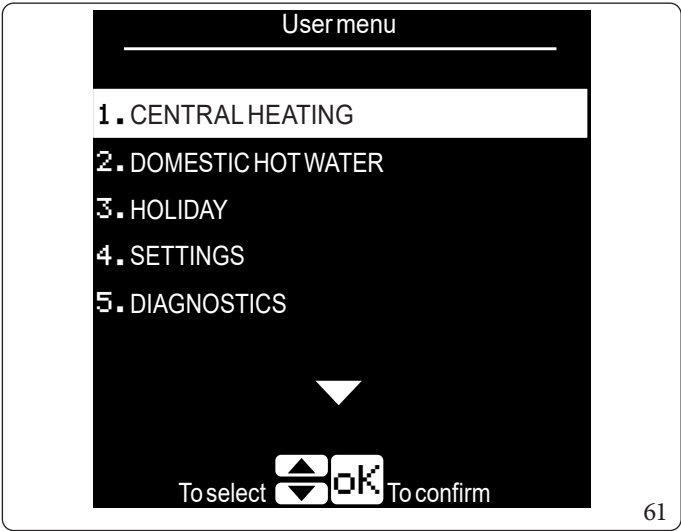 User menu
1. CENTRAL HEATING
2. DOMESTIC HOT WATER
3. HOLIDAY
4. SETTINGS
5. DIAGNOSTICS
To select oK To confirm
61